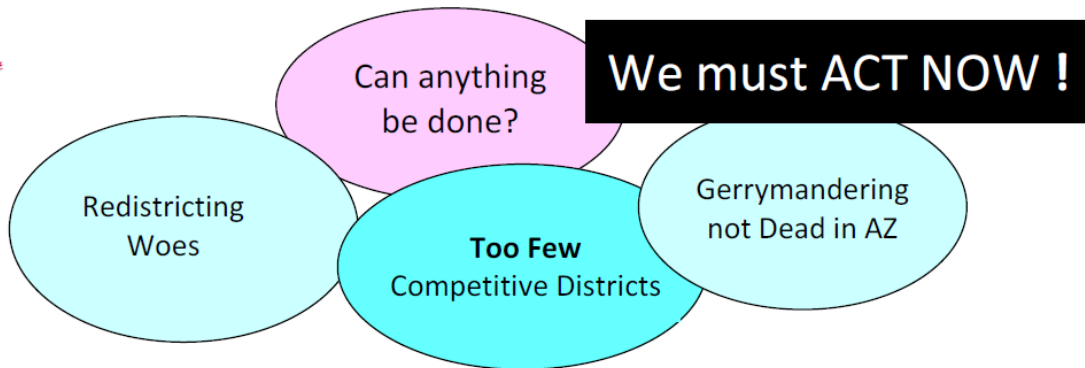 Can anything
be done?
We must ACT NOW !
Redistricting
Woes
Too Few
Competitive Districts
Gerrymandering
not Dead in AZ